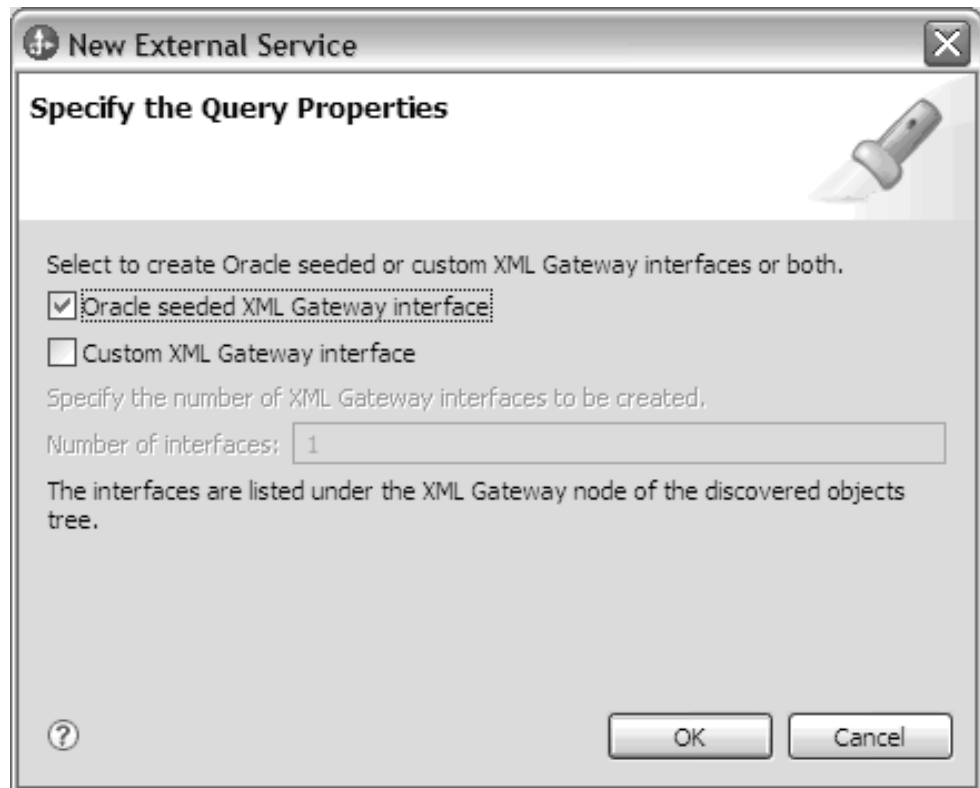 New External Service
Specify the Query Properties
Select to create Oracle seeded or custom XML Gateway interfaces or both.
Oracle seeded XML Gateway interface
Custom XML Gateway interface
Specify the number of XML Gateway interfaces to be created.
Number of interfaces: 1
The interfaces are listed under the XML Gateway node of the discovered objects
tree.
? OK Cancel